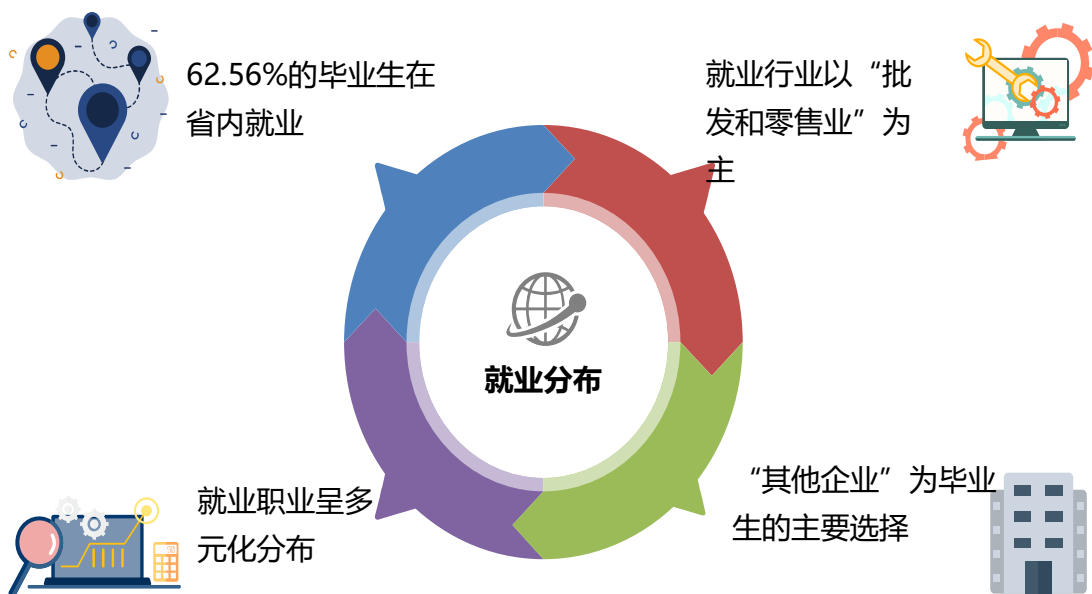 62.56%的毕业生在
省内就业
就业行业以“批
发和零售业”为
主
就业分布
就业职业呈多
元化分布
“其他企业”为毕业
生的主要选择